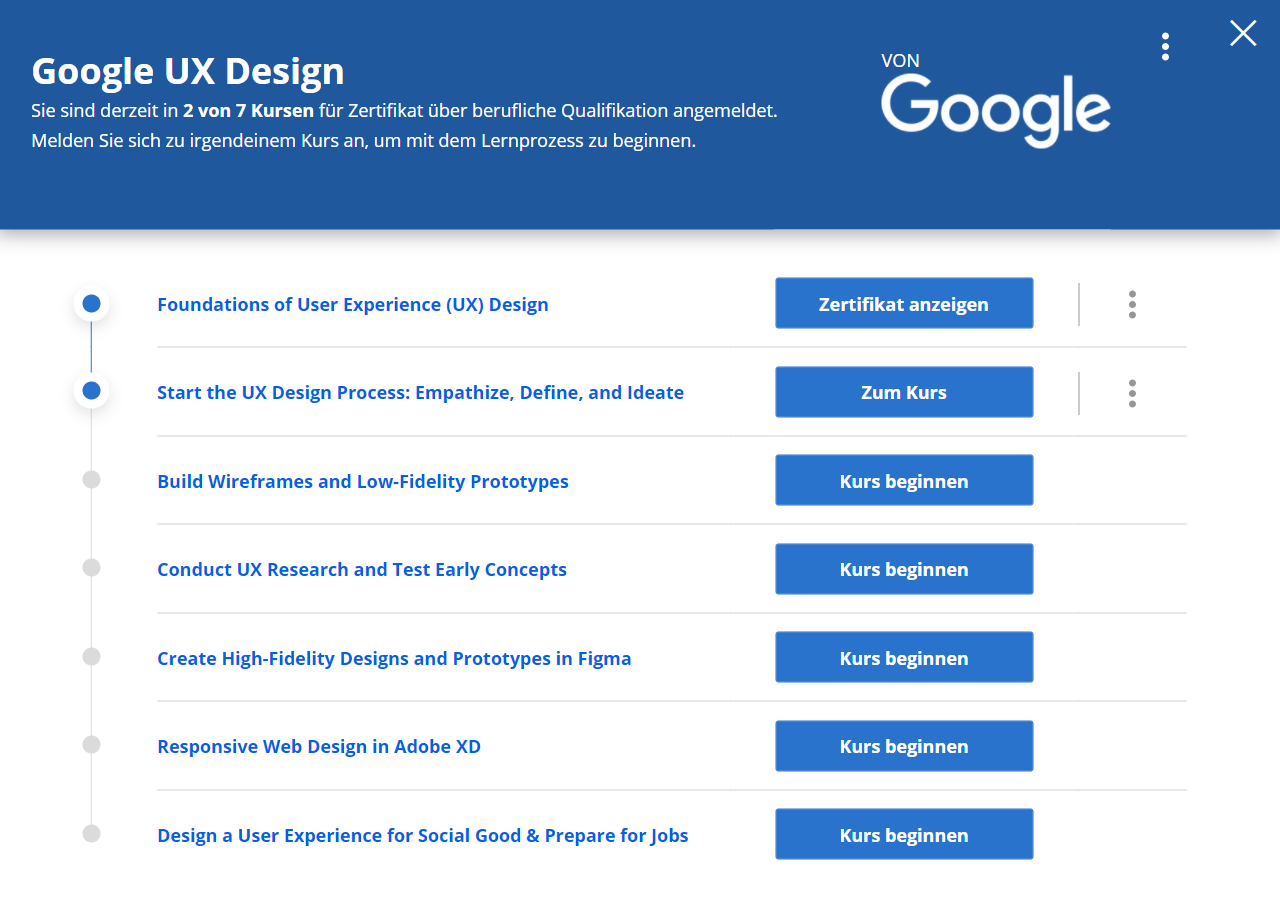 Google UX Design
VON
Google
Sie sind derzeit in 2 von 7 Kursen für Zertifikat über berufliche Qualifikation angemeldet.
Melden Sie sich zu irgendeinem Kurs an, um mit dem Lernprozess zu beginnen.
Foundations of User Experience (UX) Design
Zertifikat anzeigen
Start the UX Design Process: Empathize, Define, and Ideate
Zum Kurs
Build Wireframes and Low-Fidelity Prototypes
Kurs beginnen
Conduct UX Research and Test Early Concepts
Kurs beginnen
Create High-Fidelity Designs and Prototypes in Figma
Kurs beginnen
Responsive Web Design in Adobe XD
Kurs beginnen
Design a User Experience for Social Good & Prepare for Jobs
Kurs beginnen